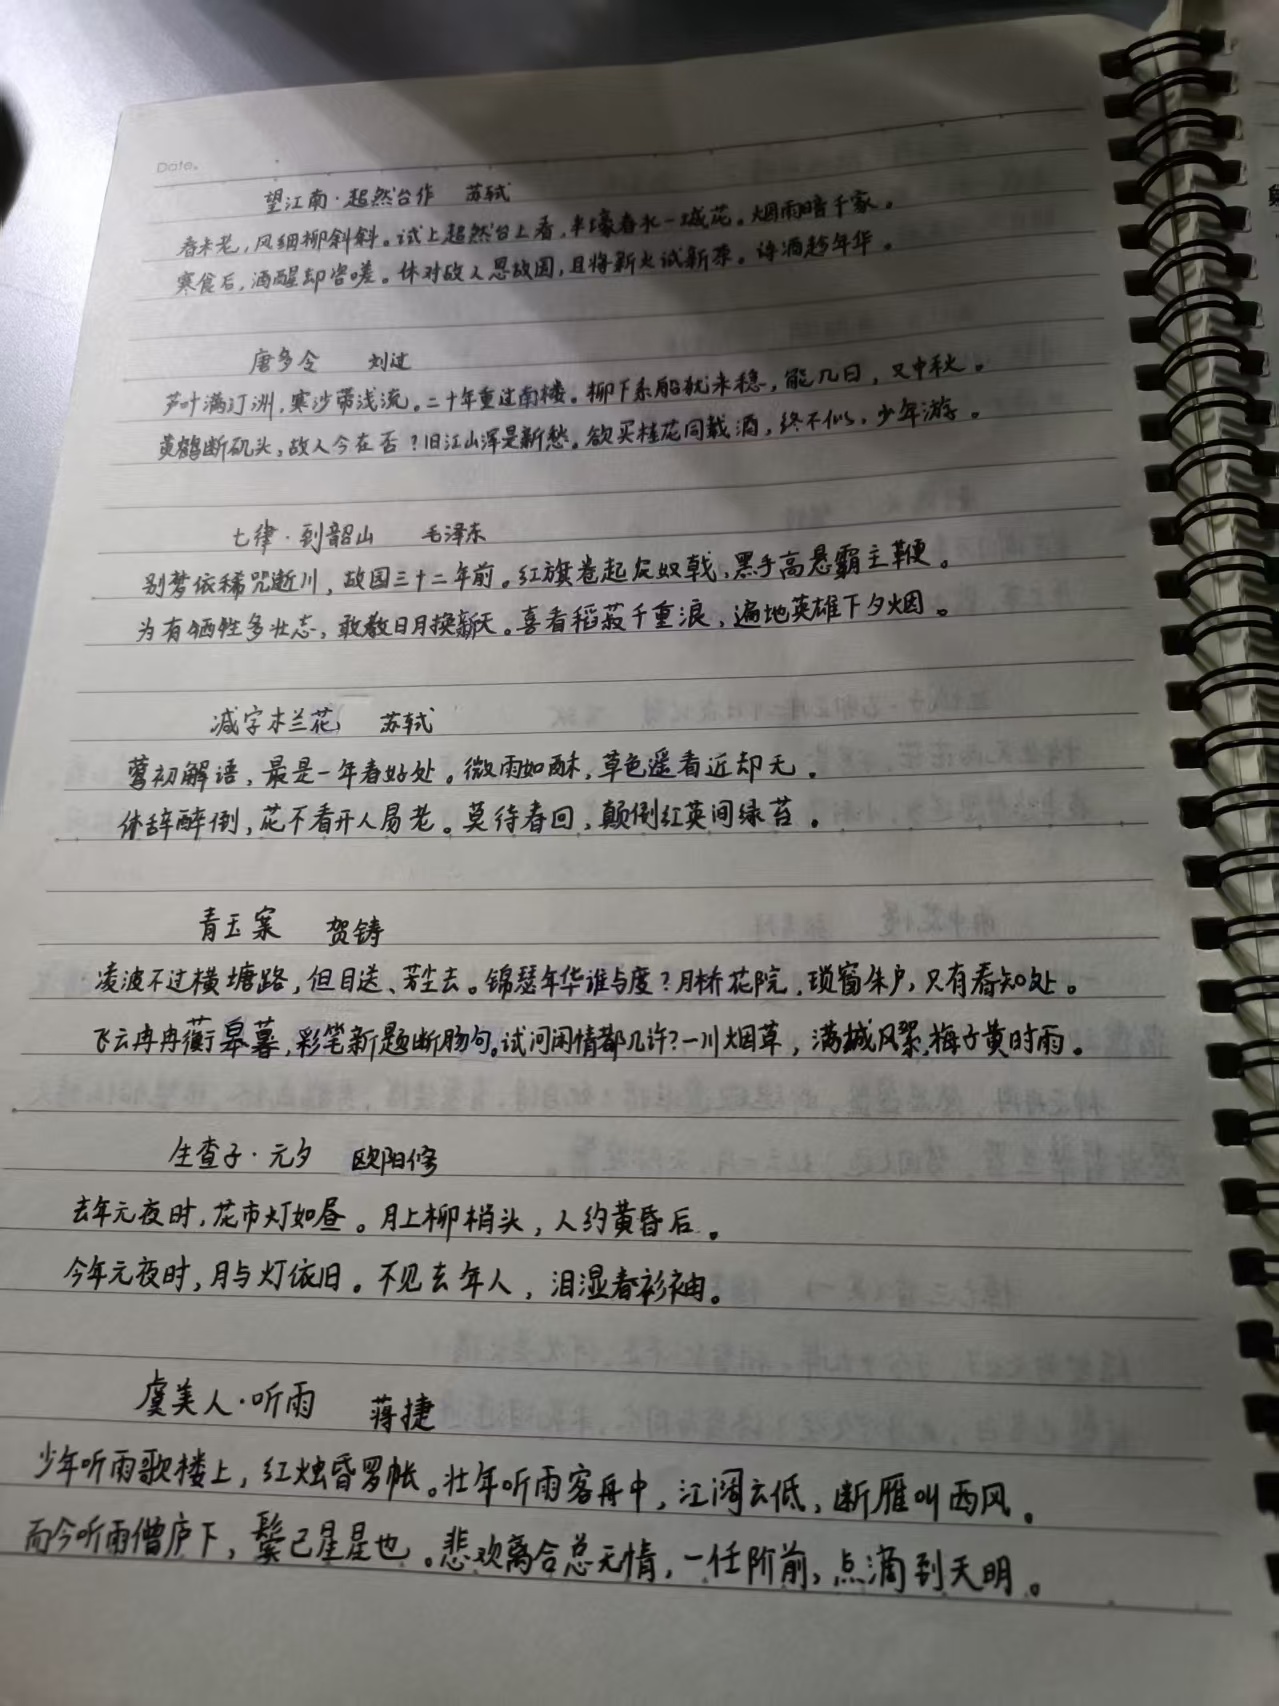 Date.
望江南·超然台作 苏轼
春未老，风细柳斜斜。试上超然台上看，半壕春水一城花。烟雨暗千家。
寒食后，酒醒却咨嗟。休对故人思故国，且将新火试新茶。诗酒趁年华。
唐多令 刘过
芦叶满汀洲，寒沙带浅流。二十年重过南楼。柳下系船犹未稳，能几日，又中秋。
黄鹤断矶头，故人今在否？旧江山浑是新愁。欲买桂花同载酒，终不似，少年游。
七律·到韶山 毛泽东
别梦依稀咒逝川，故园三十二年前。红旗卷起农奴戟，黑手高悬霸主鞭。
为有牺牲多壮志，敢教日月换新天。喜看稻菽千重浪，遍地英雄下夕烟。
减字木兰花 苏轼
莺初解语，最是一年春好处。微雨如酥，草色遥看近却无。
休辞醉倒，花不看开人易老。莫待春回，颠倒红英间绿苔。
青玉案 贺铸
凌波不过横塘路，但目送、芳尘去。锦瑟年华谁与度？月桥花院，琐窗朱户，只有春知处。
飞云冉冉蘅皋暮，彩笔新题断肠句。试问闲情都几许？一川烟草，满城风絮，梅子黄时雨。
生查子·元夕 欧阳修
去年元夜时，花市灯如昼。月上柳梢头，人约黄昏后。
今年元夜时，月与灯依旧。不见去年人，泪湿春衫袖。
虞美人·听雨 蒋捷
少年听雨歌楼上，红烛昏罗帐。壮年听雨客舟中，江阔云低，断雁叫西风。
而今听雨僧庐下，鬓已星星也。悲欢离合总无情，一任阶前，点滴到天明。